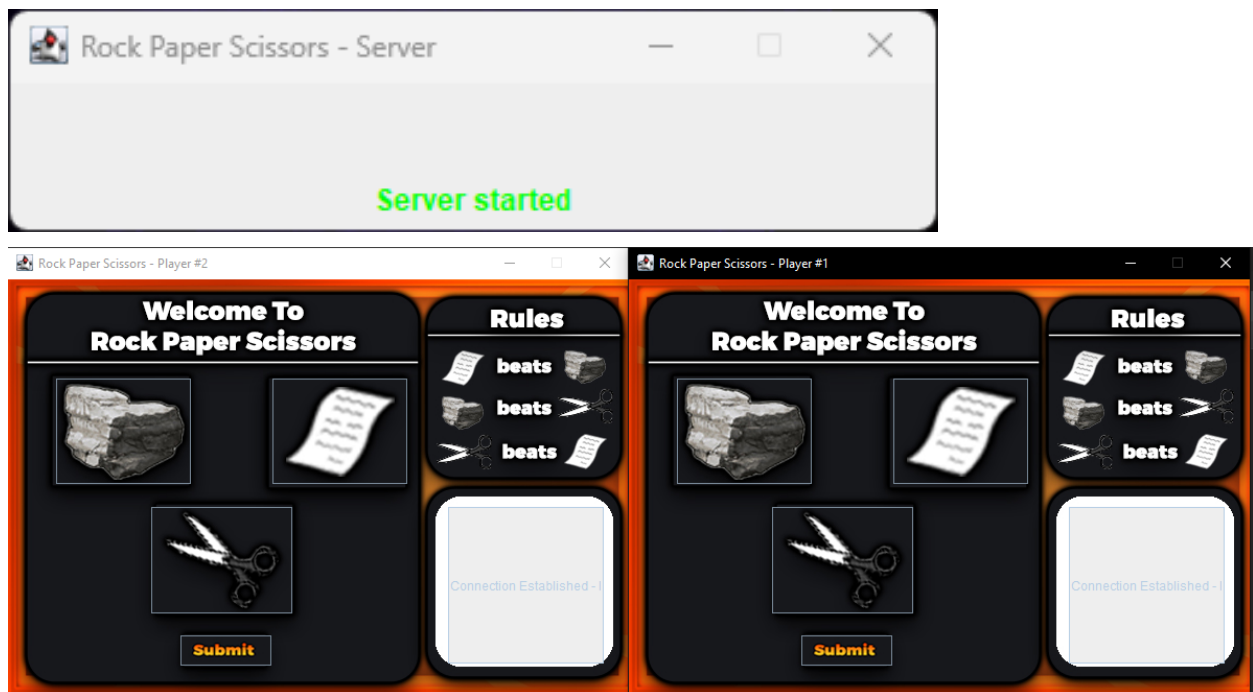 Rock Paper Scissors - Server
Server started
Rock Paper Scissors - Player #2
Welcome To
Rock Paper Scissors
Rules
beats
beats
beats
Connection Established - I
Submit
Rock Paper Scissors - Player #1
Welcome To
Rock Paper Scissors
Rules
beats
beats
beats
Connection Established - I
Submit